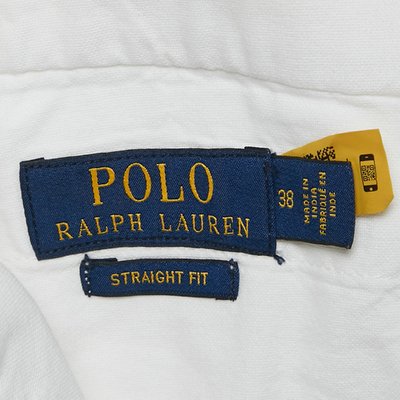 POLO
RALPH LAUREN
38
MADE IN
INDIA
FABRIQUÉ EN
INDE
STRAIGHT FIT